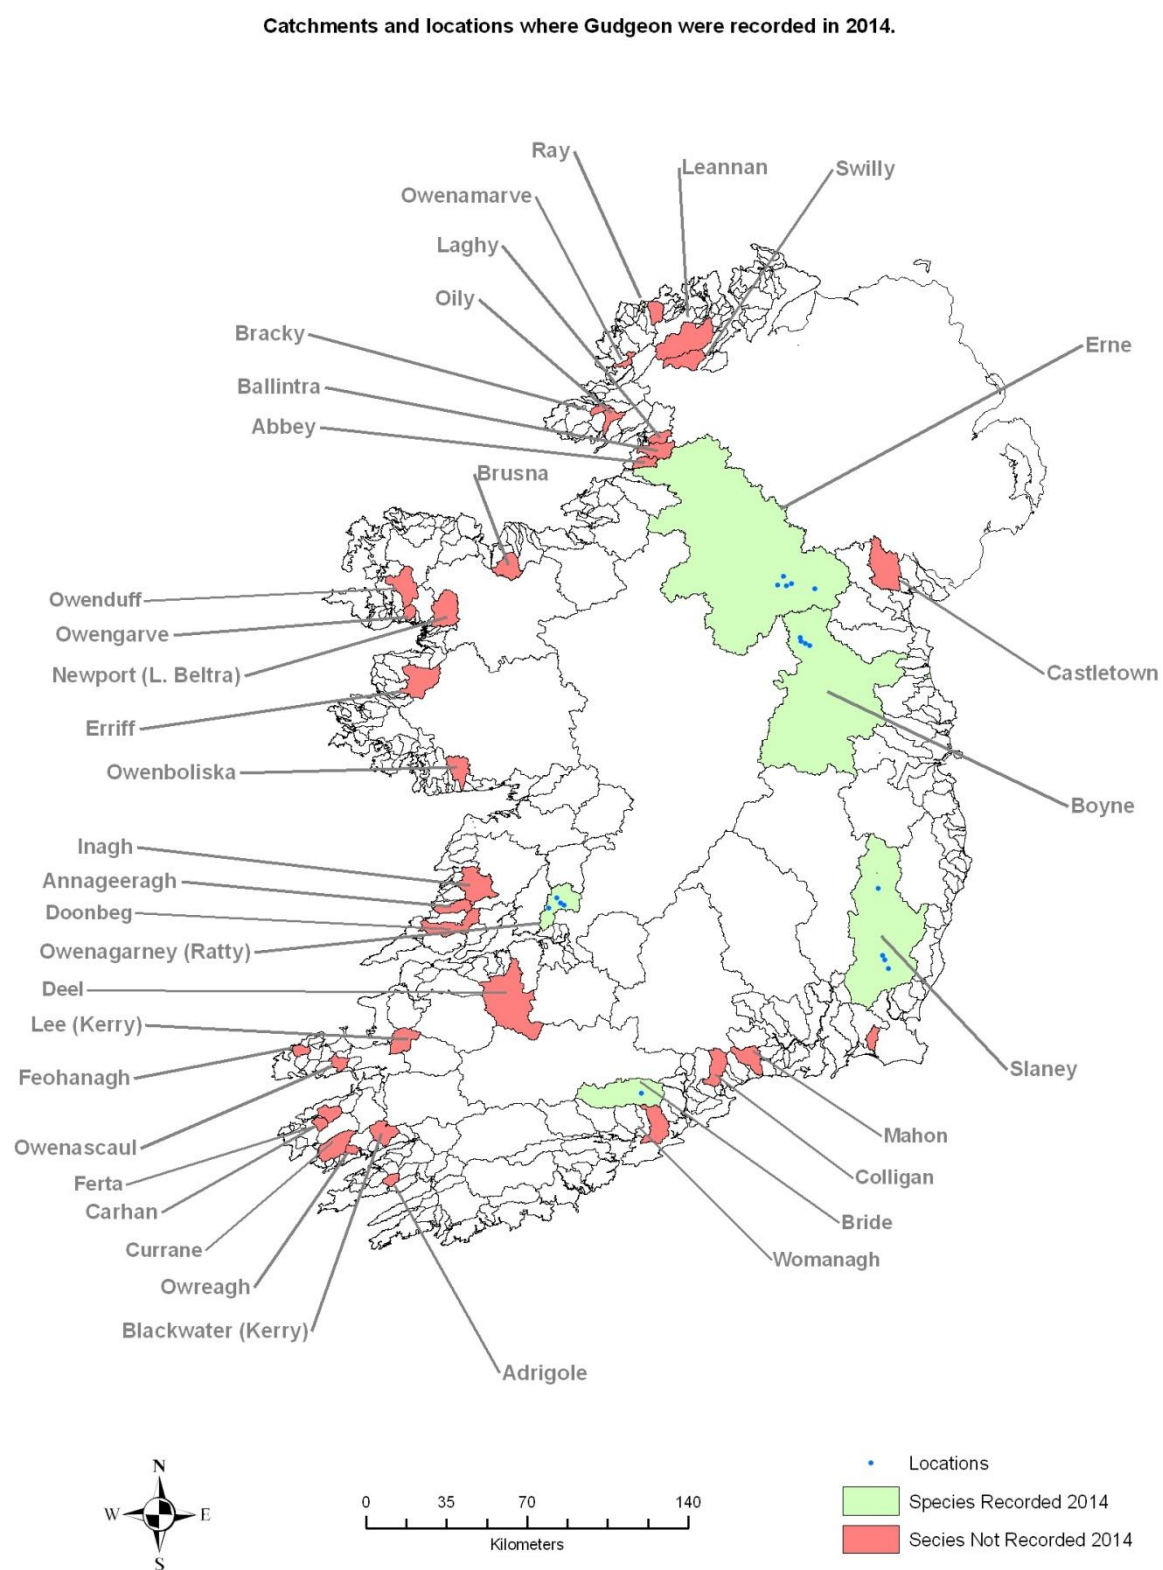 Catchments and locations where Gudgeon were recorded in 2014.
Ray
Leannan
Swilly
Owenamarve
Laghy
Oily
Bracky
Erne
Ballintra
Abbey
Brusna
Owenduff
Owengarve
Newport (L. Beltra)
Castletown
Erriff
Owenboliska
Boyne
Inagh
Annageeragh
Doonbeg
Owenagarney (Ratty)
Deel
Lee (Kerry)
Feohanagh
Slaney
Owenascaul
Mahon
Ferta
Colligan
Carhan
Bride
Currane
Womanagh
Owreagh
Blackwater (Kerry)
Adrigole
N
W
E
S
0 35 70 140
Kilometers
Locations
Species Recorded 2014
Secies Not Recorded 2014